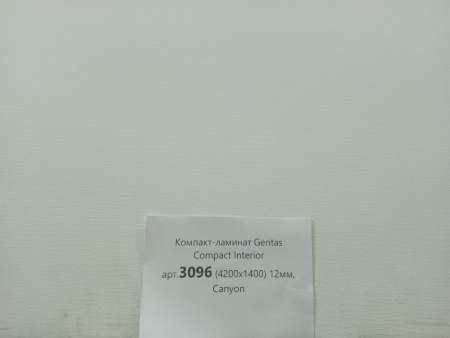 Компакт-ламинат Gentas
Compact Interior
арт.3096 (4200x1400) 12мм,
Canyon